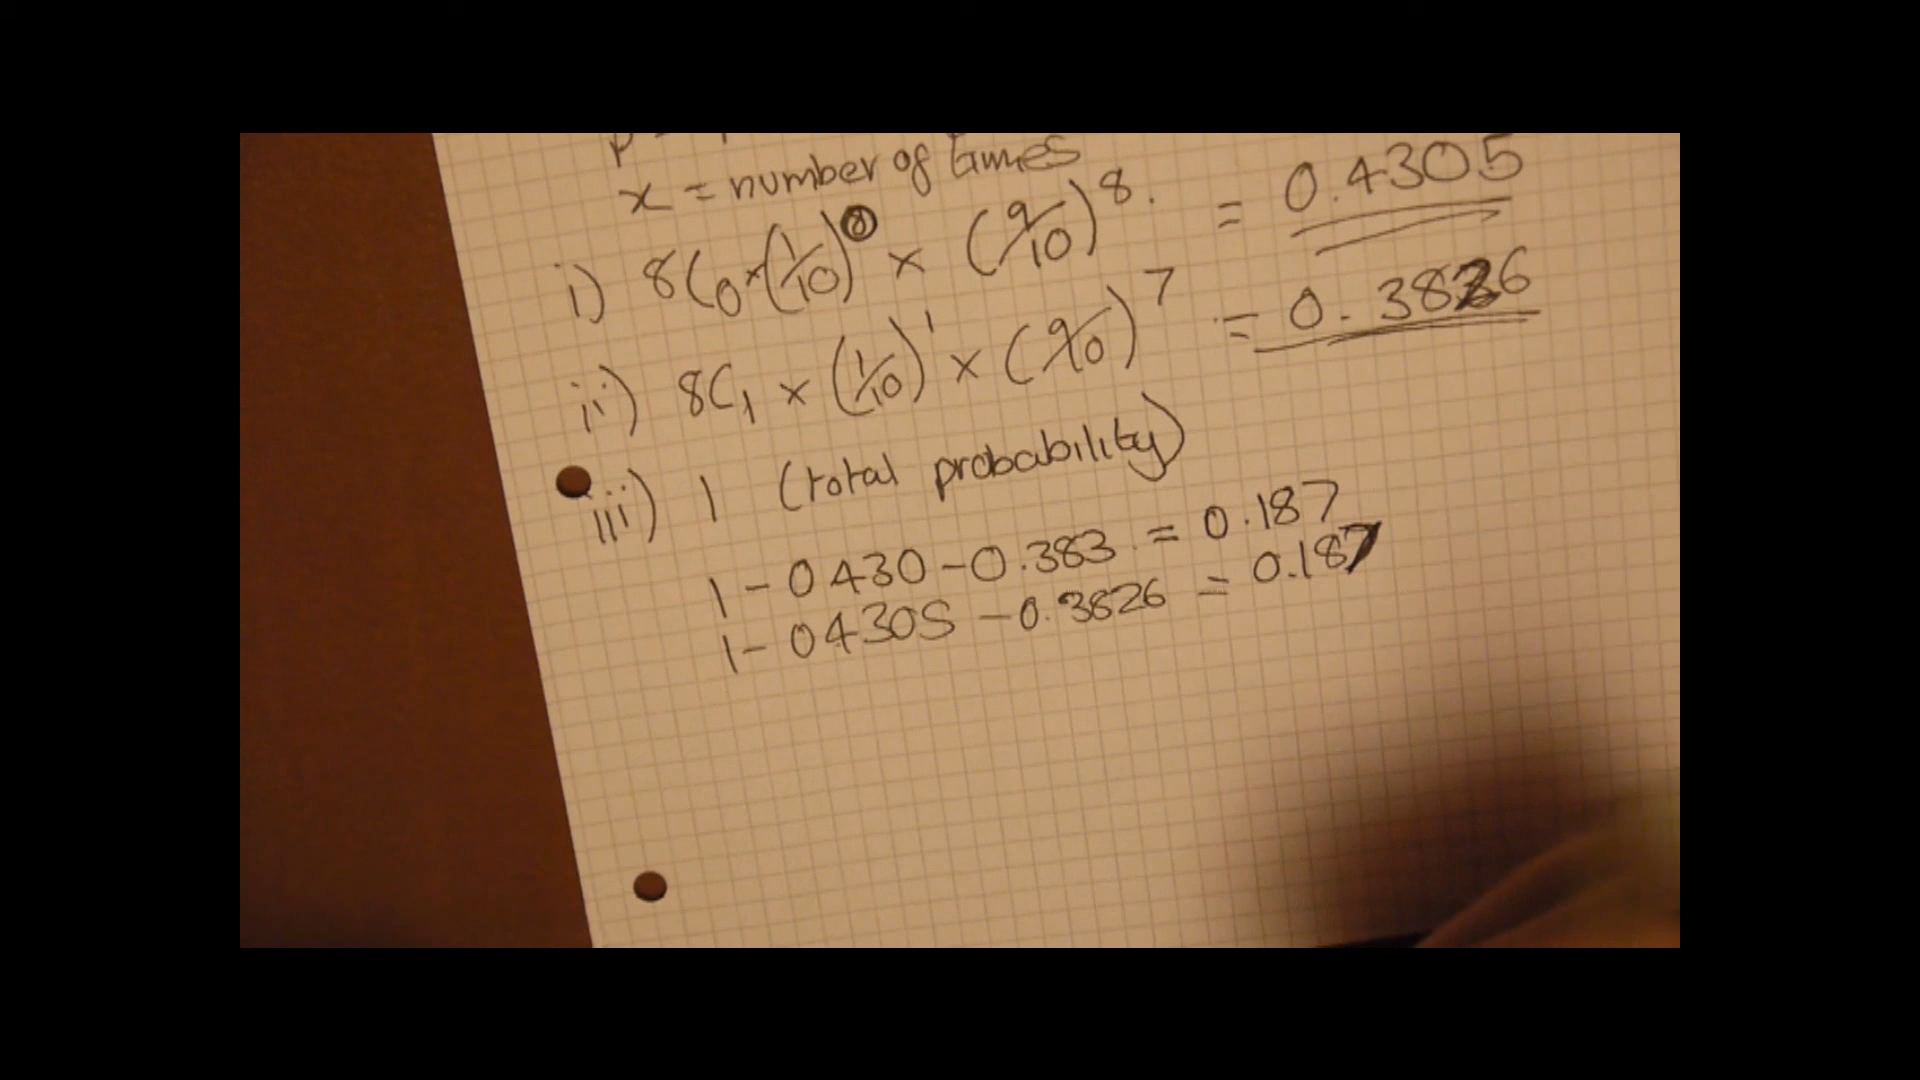 x = number of times
i) 8C0 × (1/10)^0 × (9/10)^8. = 0.4305
ii) 8C1 × (1/10)^1 × (9/10)^7 = 0.3826
iii) 1 (total probability)
1 - 0430 - 0.383 = 0.187
1 - 04305 - 0.3826 = 0.187